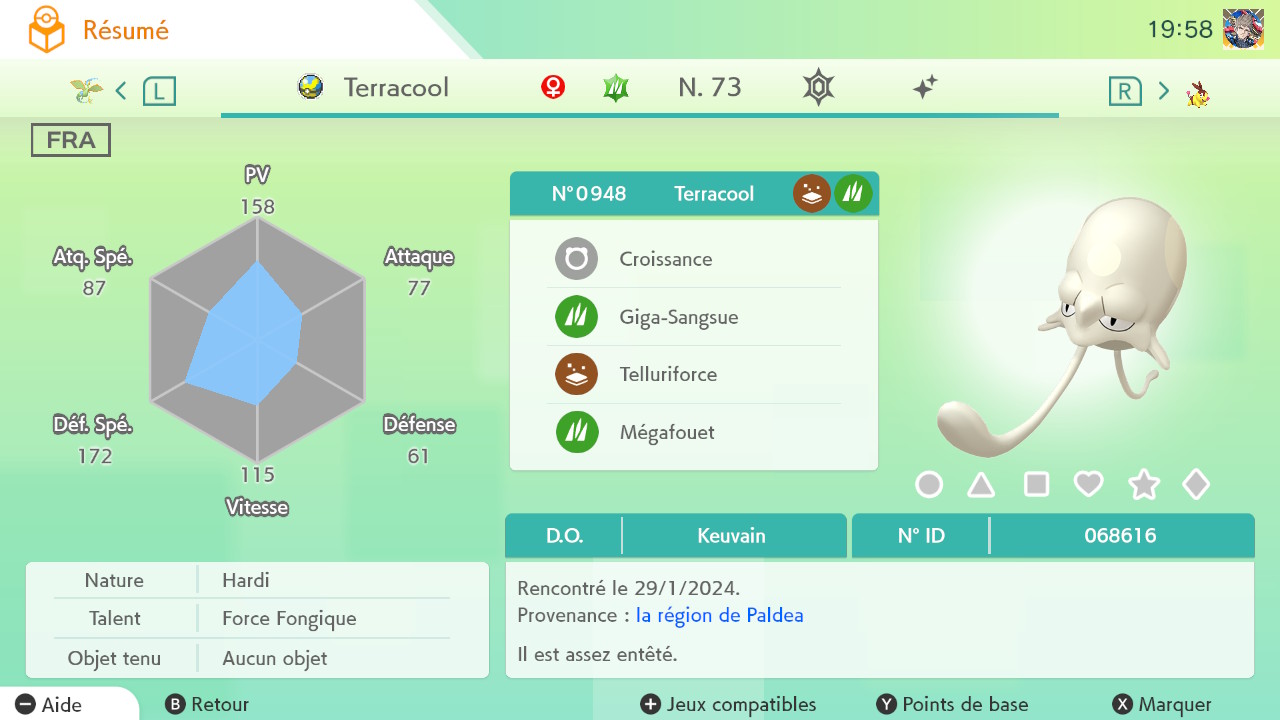 Résumé
19:58
L
Terracool
N. 73
R
FRA
PV
158
Atq. Spé.
87
Attaque
77
Déf. Spé.
172
Défense
61
115
Vitesse
N° 0948 Terracool
Croissance
Giga-Sangsue
Telluriforce
Mégafouet
D.O. Keuvain
N° ID 068616
Nature Hardi
Talent Force Fongique
Objet tenu Aucun objet
Rencontré le 29/1/2024.
Provenance : la région de Paldea
Il est assez entêté.
Aide
B Retour
Jeux compatibles
Y Points de base
X Marquer